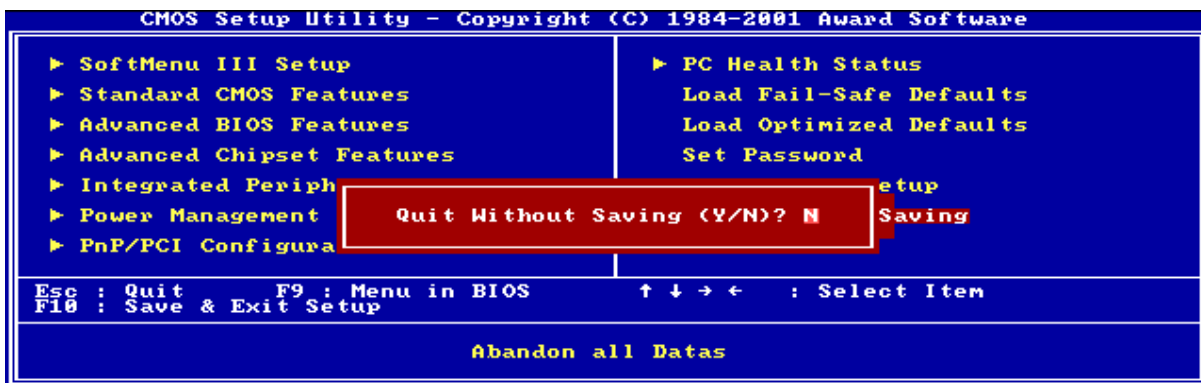 CMOS Setup Utility - Copyright (C) 1984-2001 Award Software
SoftMenu III Setup
Standard CMOS Features
Advanced BIOS Features
Advanced Chipset Features
Integrated Periph
Power Management
PnP/PCI Configura
PC Health Status
Load Fail-Safe Defaults
Load Optimized Defaults
Set Password
etup
Saving
Quit Without Saving (Y/N)? N
Esc : Quit F9 : Menu in BIOS ↑ ↓ → ← : Select Item
F10 : Save & Exit Setup
Abandon all Datas